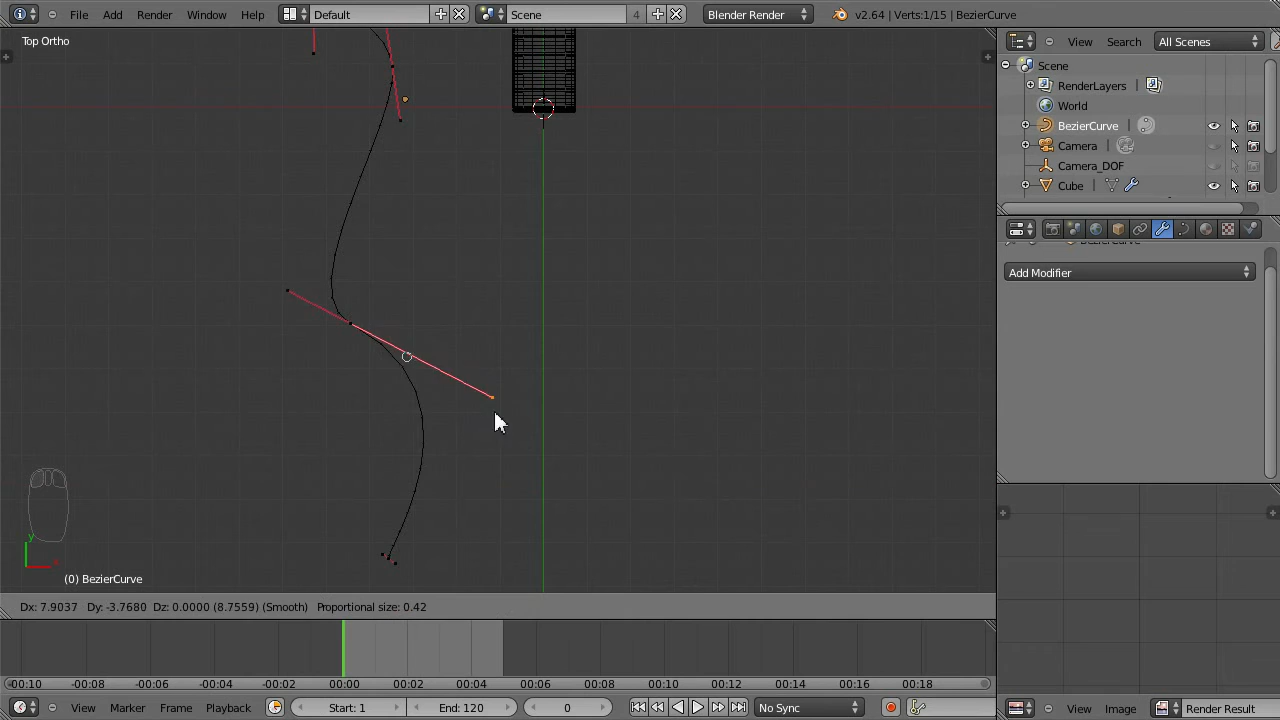 File Add Render Window Help Default Scene 4 Blender Render v2.64 | Verts:1/15 | BezierCurve
Top Ortho
View Search All Scenes
Scene
RenderLayers
World
BezierCurve
Camera
Camera_DOF
Cube
Add Modifier
y
(0) BezierCurve
Dx: 7.9037 Dy: -3.7680 Dz: 0.0000 (8.7559) (Smooth) Proportional size: 0.42
-00:10 -00:08 -00:06 -00:04 -00:02 00:00 00:02 00:04 00:06 00:08 00:10 00:12 00:14 00:16 00:18
View Marker Frame Playback Start: 1 End: 120 0 No Sync
View Image Render Result